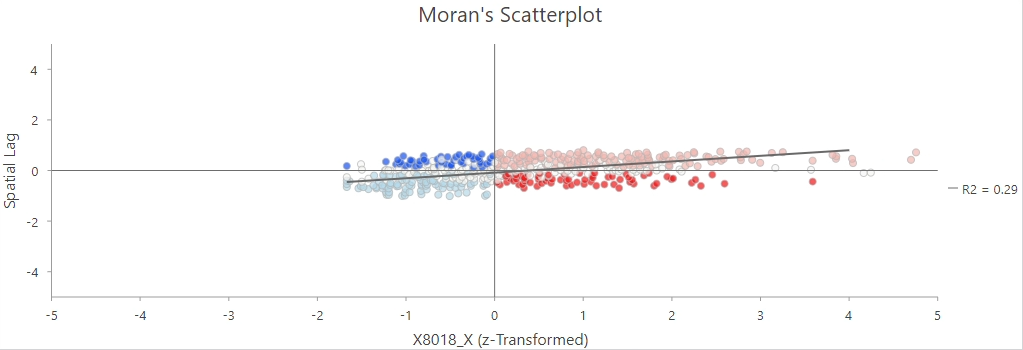 Moran's Scatterplot
Spatial Lag
4
2
0
-2
-4
-5 -4 -3 -2 -1 0 1 2 3 4 5
X8018_X (z-Transformed)
R2 = 0.29